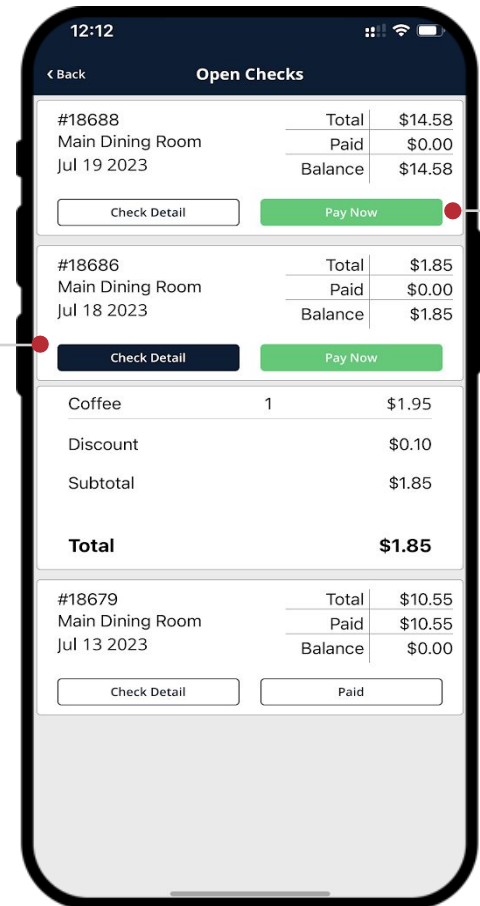 12:12
Back Open Checks
#18688 Total $14.58
Main Dining Room Paid $0.00
Jul 19 2023 Balance $14.58
Check Detail Pay Now
#18686 Total $1.85
Main Dining Room Paid $0.00
Jul 18 2023 Balance $1.85
Check Detail Pay Now
Coffee 1 $1.95
Discount $0.10
Subtotal $1.85
Total $1.85
#18679 Total $10.55
Main Dining Room Paid $10.55
Jul 13 2023 Balance $0.00
Check Detail Paid